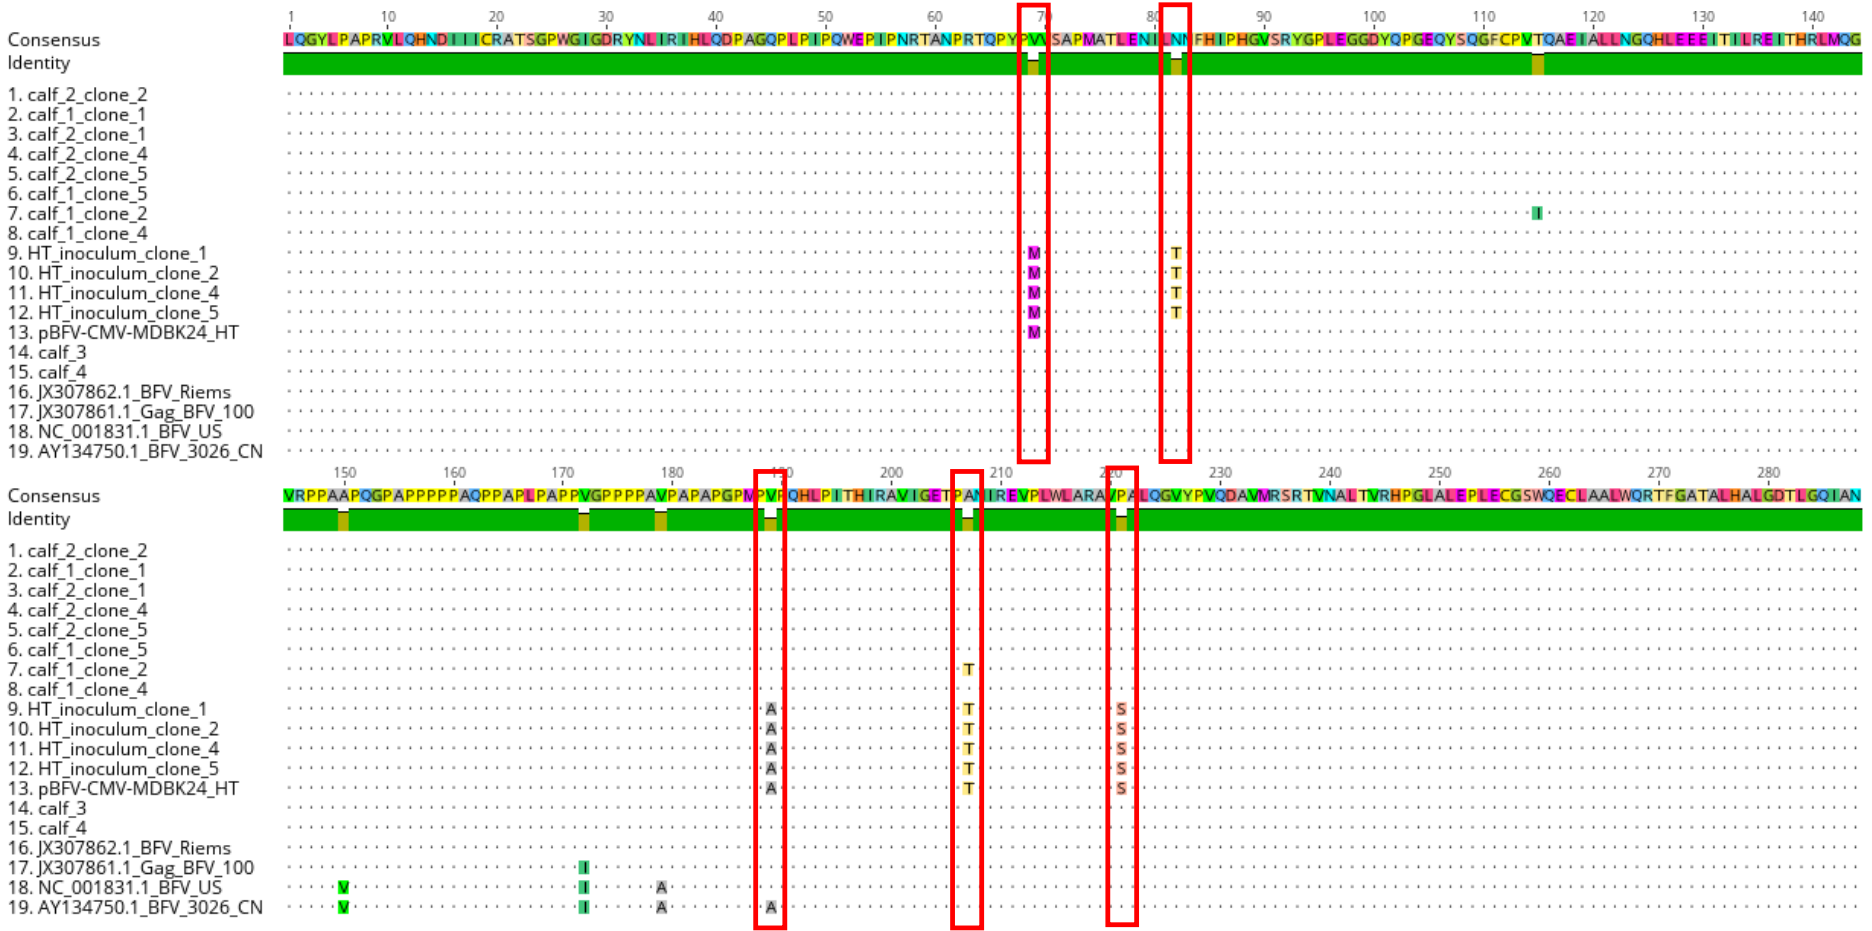 1 10 20 30 40 50 60 70 80 90 100 110 120 130 140
Consensus LQGYLPAPRVLQHNDIIICRATSGPWGIGDRYNLIRIHLQDPAGQPLPIPQWEPIPNRTANPRTQPYPVVSAPMATLENILNNFHIPHGVSRYGPLEGGDYQPGEQYSQGFCPVTQAEIALLNGQHLEEEITILREITHRLMQG
Identity
1. calf_2_clone_2
2. calf_1_clone_1
3. calf_2_clone_1
4. calf_2_clone_4
5. calf_2_clone_5
6. calf_1_clone_5
7. calf_1_clone_2 I
8. calf_1_clone_4
9. HT_inoculum_clone_1 M T
10. HT_inoculum_clone_2 M T
11. HT_inoculum_clone_4 M T
12. HT_inoculum_clone_5 M T
13. pBFV-CMV-MDBK24_HT M
14. calf_3
15. calf_4
16. JX307862.1_BFV_Riems
17. JX307861.1_Gag_BFV_100
18. NC_001831.1_BFV_US
19. AY134750.1_BFV_3026_CN
150 160 170 180 190 200 210 220 230 240 250 260 270 280
Consensus VRPPAAPQGPAPPPPPAQPPAPLPAPPVGPPPPAVPAPAPGPMPVPQHLPITHIRAVIGETPANIREVPLWLARAVPALQGVYPVQDAVMRSRTVNALTVRHPGLALEPLECGSWQECLAALWQRTFGATALHALGDTLGQIAN
Identity
1. calf_2_clone_2
2. calf_1_clone_1
3. calf_2_clone_1
4. calf_2_clone_4
5. calf_2_clone_5
6. calf_1_clone_5
7. calf_1_clone_2 T
8. calf_1_clone_4
9. HT_inoculum_clone_1 A T S
10. HT_inoculum_clone_2 A T S
11. HT_inoculum_clone_4 A T S
12. HT_inoculum_clone_5 A T S
13. pBFV-CMV-MDBK24_HT A T S
14. calf_3
15. calf_4
16. JX307862.1_BFV_Riems
17. JX307861.1_Gag_BFV_100 I
18. NC_001831.1_BFV_US V I A
19. AY134750.1_BFV_3026_CN V I A A